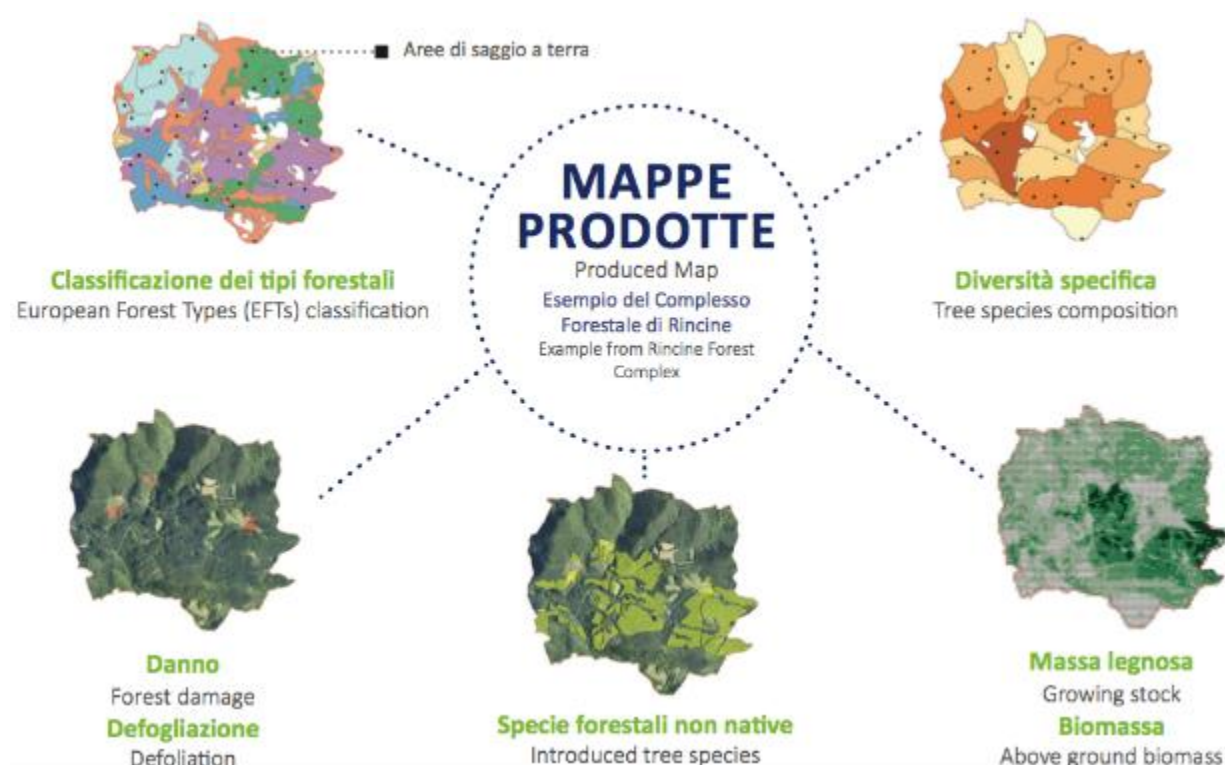 Aree di saggio a terra
MAPPE
PRODOTTE
Produced Map
Esempio del Complesso
Forestale di Rincine
Example from Rincine Forest
Complex
Classificazione dei tipi forestali
European Forest Types (EFTs) classification
Diversità specifica
Tree species composition
Danno
Forest damage
Defogliazione
Defoliation
Specie forestali non native
Introduced tree species
Massa legnosa
Growing stock
Biomassa
Above ground biomass